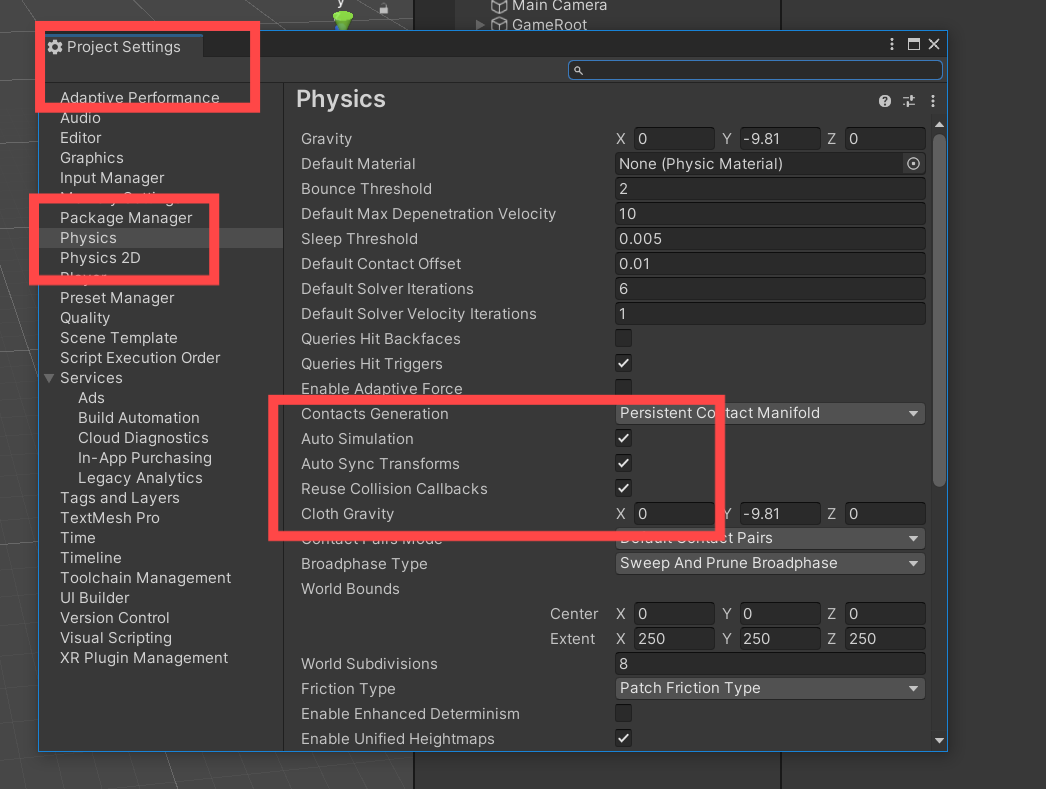 y
Main Camera
GameRoot
Project Settings
Adaptive Performance
Audio
Editor
Graphics
Input Manager
Package Manager
Physics
Physics 2D
Player
Preset Manager
Quality
Scene Template
Script Execution Order
Services
Ads
Build Automation
Cloud Diagnostics
In-App Purchasing
Legacy Analytics
Tags and Layers
TextMesh Pro
Time
Timeline
Toolchain Management
UI Builder
Version Control
Visual Scripting
XR Plugin Management
Physics
Gravity X 0 Y -9.81 Z 0
Default Material None (Physic Material)
Bounce Threshold 2
Default Max Depenetration Velocity 10
Sleep Threshold 0.005
Default Contact Offset 0.01
Default Solver Iterations 6
Default Solver Velocity Iterations 1
Queries Hit Backfaces
Queries Hit Triggers
Enable Adaptive Force
Contacts Generation Persistent Contact Manifold
Auto Simulation
Auto Sync Transforms
Reuse Collision Callbacks
Cloth Gravity X 0 Y -9.81 Z 0
Contact Pairs Mode Default Contact Pairs
Broadphase Type Sweep And Prune Broadphase
World Bounds
Center X 0 Y 0 Z 0
Extent X 250 Y 250 Z 250
World Subdivisions 8
Friction Type Patch Friction Type
Enable Enhanced Determinism
Enable Unified Heightmaps